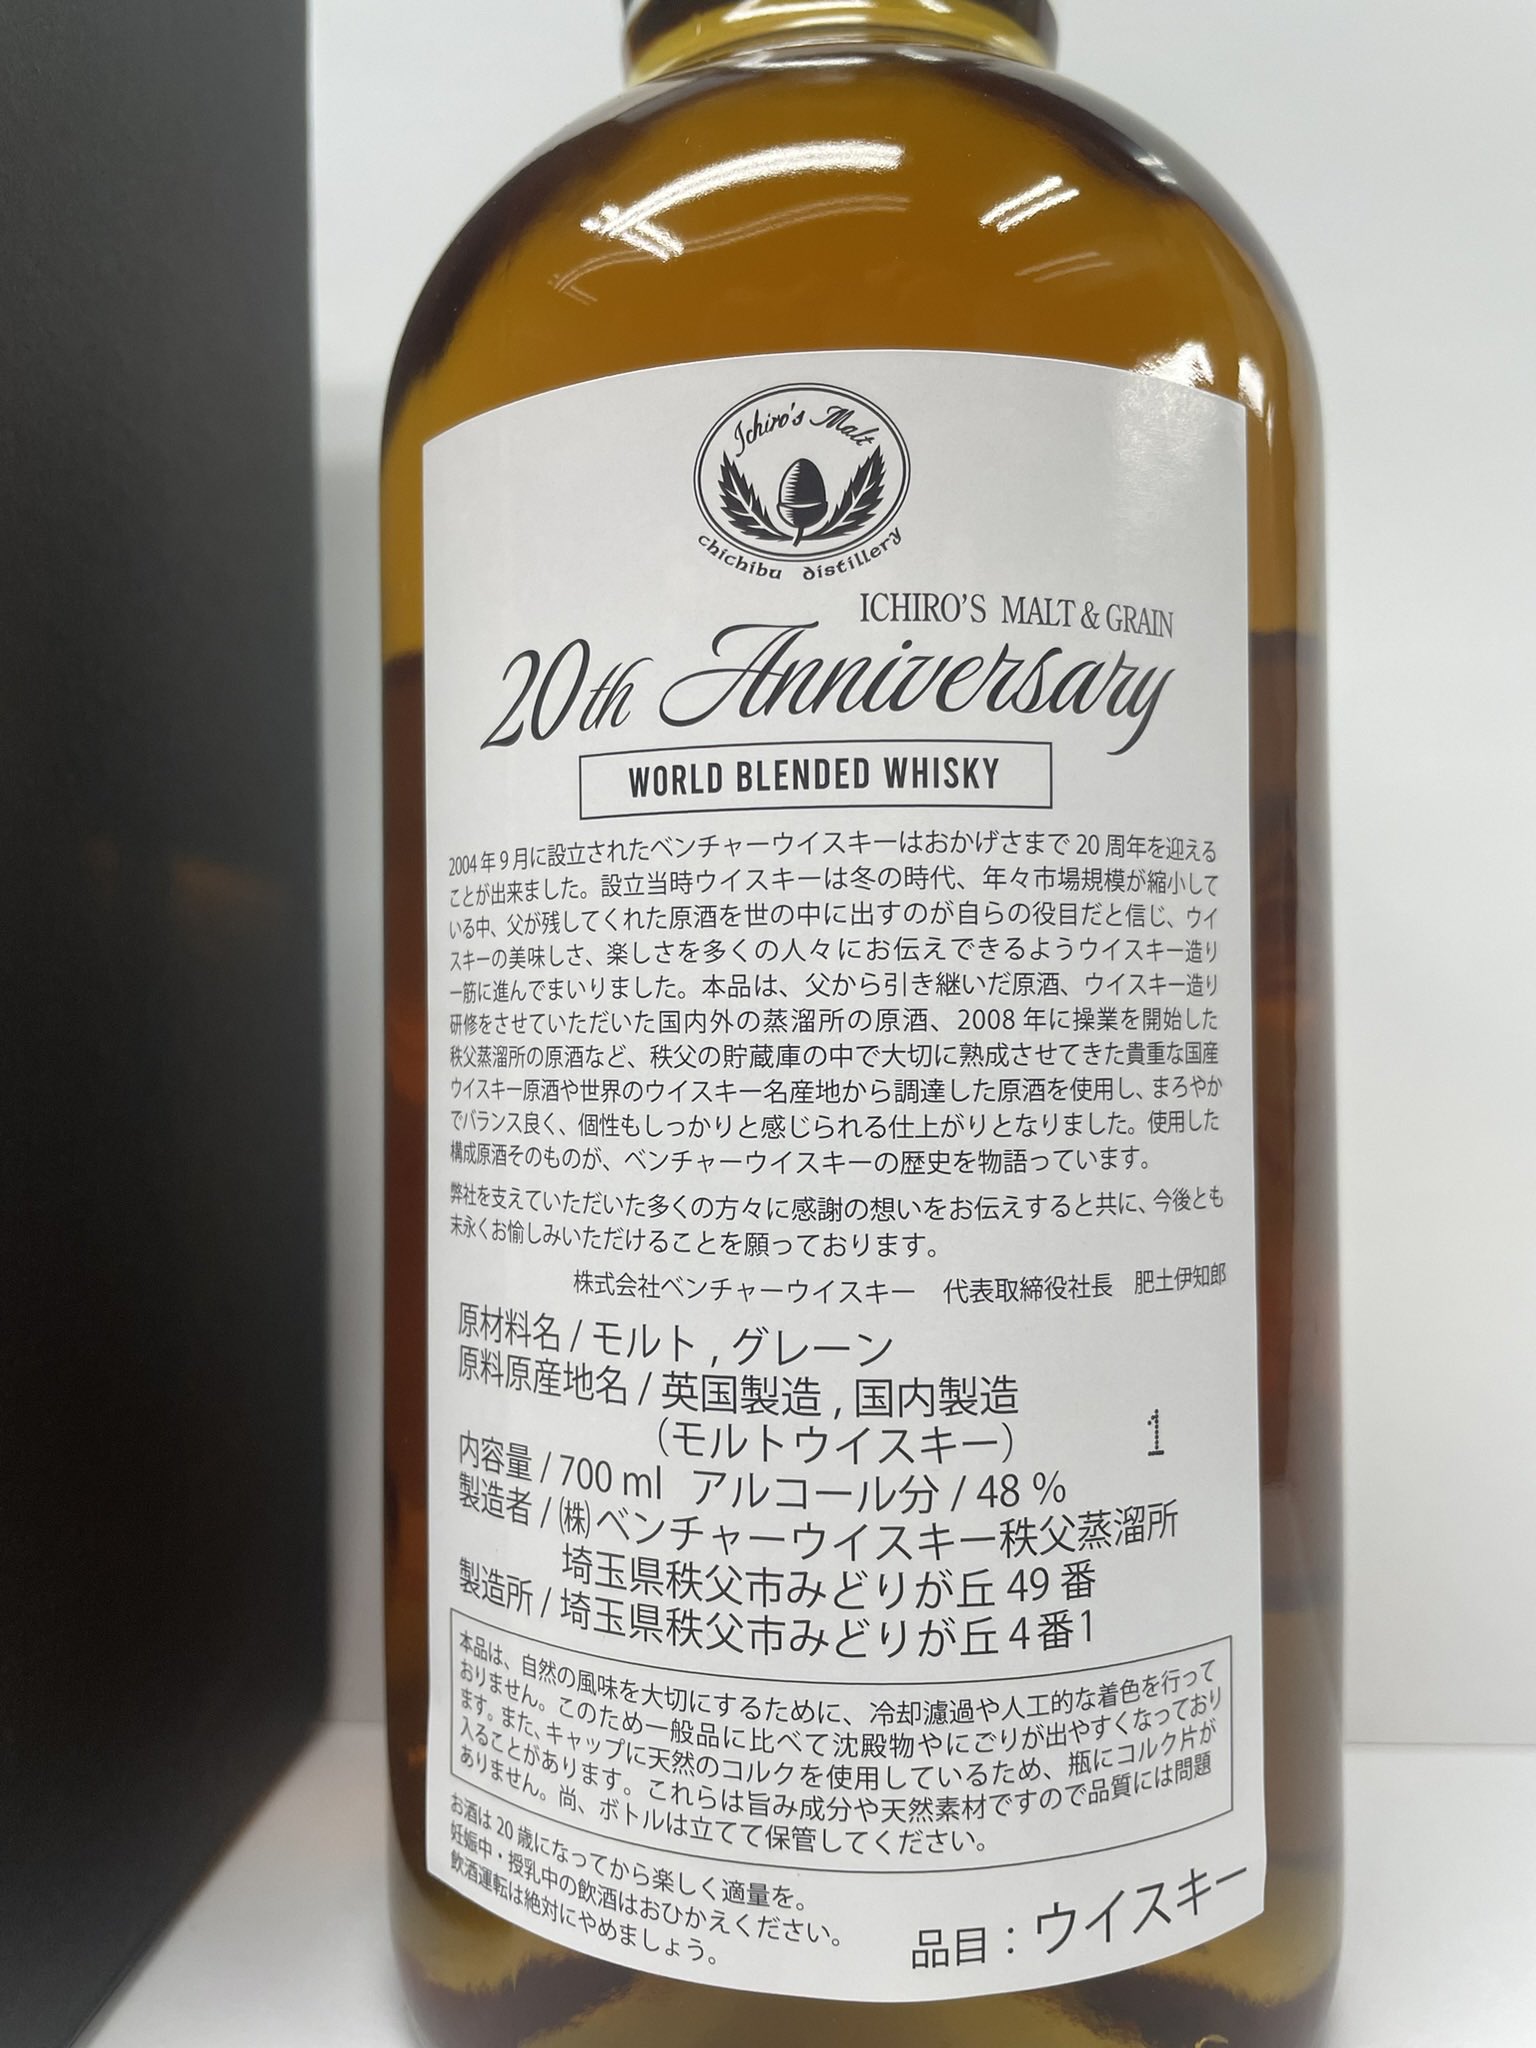 Ichiro's Malt
chichibu distillery
ICHIRO'S MALT & GRAIN
20th Anniversary
WORLD BLENDED WHISKY
2004年9月に設立されたベンチャーウイスキーはおかげさまで20周年を迎える
ことが出来ました。設立当時ウイスキーは冬の時代、年々市場規模が縮小して
いる中、父が残してくれた原酒を世の中に出すのが自らの役目だと信じ、ウイ
スキーの美味しさ、楽しさを多くの人々にお伝えできるようウイスキー造り
一筋に進んでまいりました。本品は、父から引き継いだ原酒、ウイスキー造り
研修をさせていただいた国内外の蒸溜所の原酒、2008年に操業を開始した
秩父蒸溜所の原酒など、秩父の貯蔵庫の中で大切に熟成させてきた貴重な国産
ウイスキー原酒や世界のウイスキー名産地から調達した原酒を使用し、まろやか
でバランス良く、個性もしっかりと感じられる仕上がりとなりました。使用した
構成原酒そのものが、ベンチャーウイスキーの歴史を物語っています。
弊社を支えていただいた多くの方々に感謝の想いをお伝えすると共に、今後とも
末永くお愉しみいただけることを願っております。
株式会社ベンチャーウイスキー 代表取締役社長 肥土伊知郎
原材料名 / モルト , グレーン
原料原産地名 / 英国製造 , 国内製造
(モルトウイスキー)
1
内容量 / 700 ml アルコール分 / 48 %
製造者 / ㈱ベンチャーウイスキー秩父蒸溜所
埼玉県秩父市みどりが丘 49 番
製造所 / 埼玉県秩父市みどりが丘 4番1
本品は、自然の風味を大切にするために、冷却濾過や人工的な着色を行って
おりません。このため一般品に比べて沈殿物やにごりが出やすくなっており
ます。また、キャップに天然のコルクを使用しているため、瓶にコルク片が
入ることがあります。これらは旨み成分や天然素材ですので品質には問題
ありません。尚、ボトルは立てて保管してください。
お酒は20歳になってから楽しく適量を。
妊娠中・授乳中の飲酒はおひかえください。
飲酒運転は絶対にやめましょう。
品目：ウイスキー